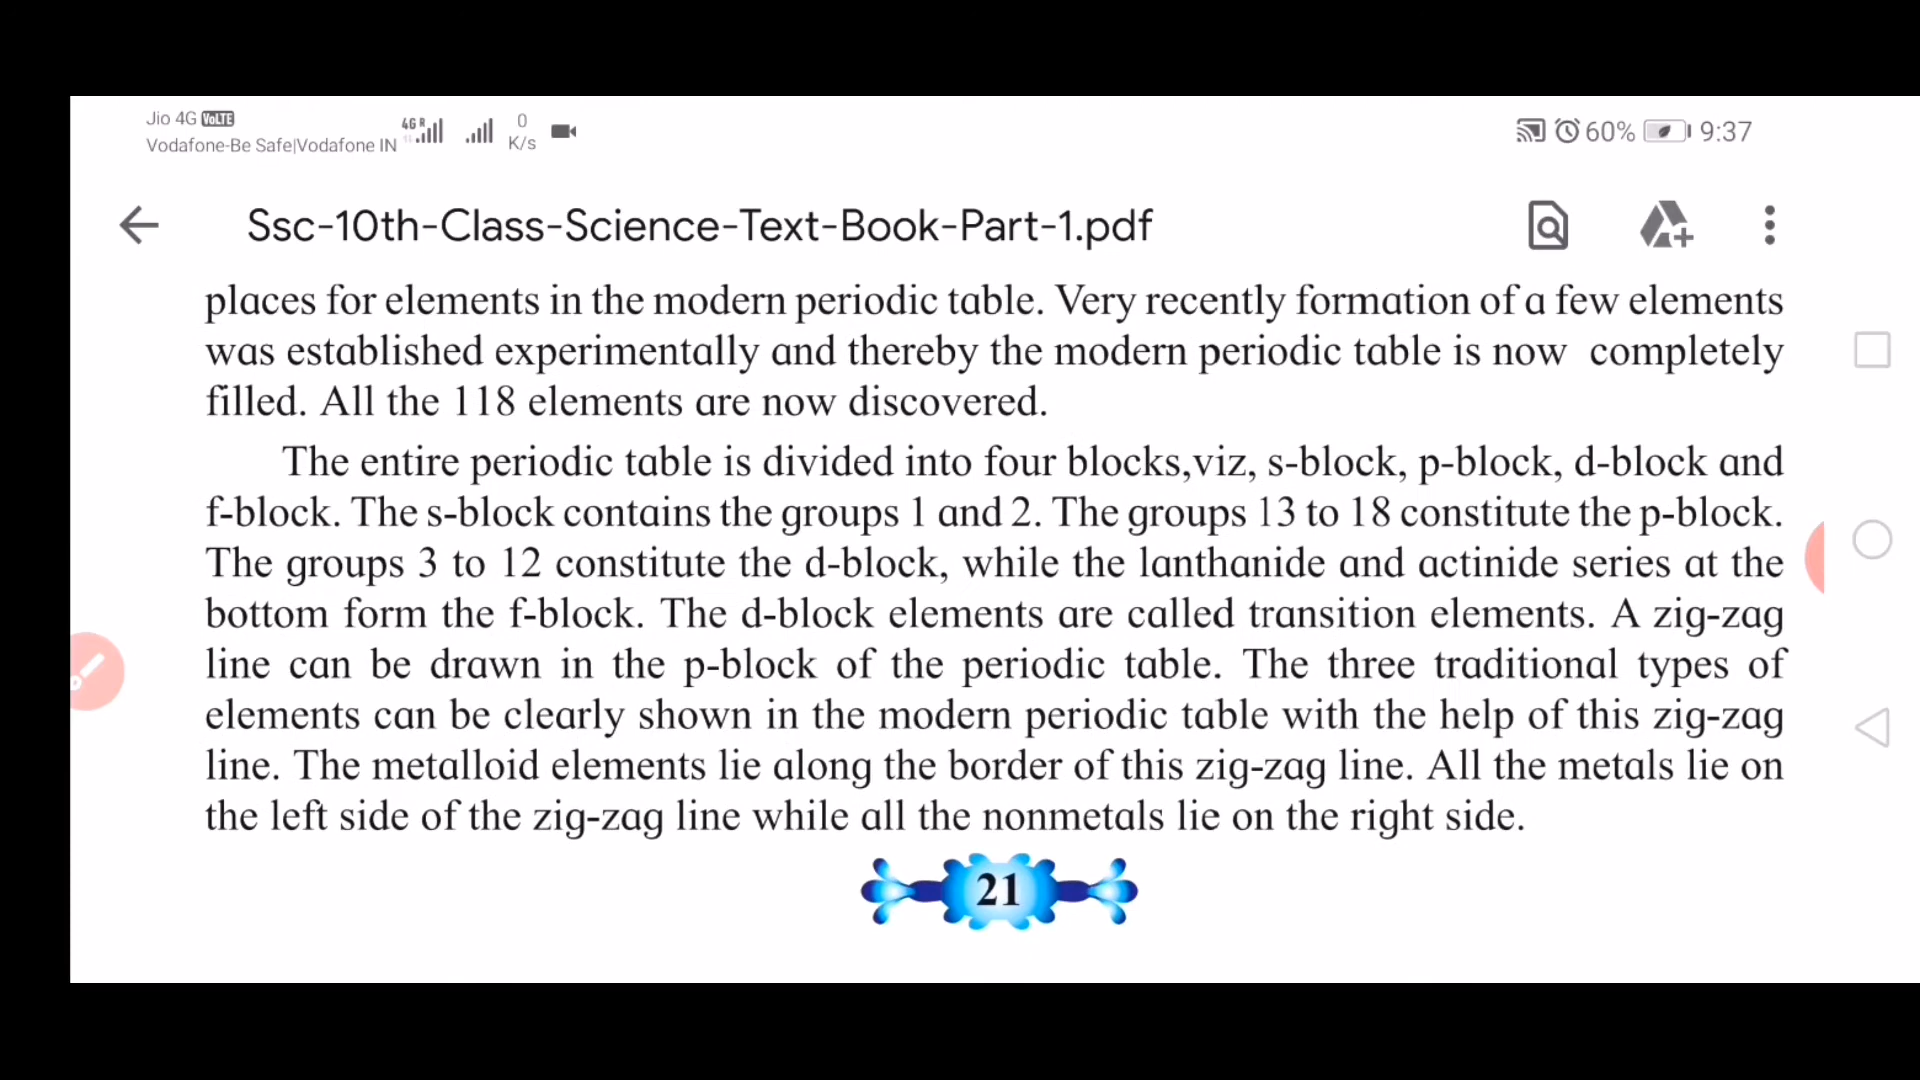 Jio 4G VoLTE
Vodafone-Be Safe|Vodafone IN
4G R
0
K/s
60%
9:37
Ssc-10th-Class-Science-Text-Book-Part-1.pdf
places for elements in the modern periodic table. Very recently formation of a few elements
was established experimentally and thereby the modern periodic table is now completely
filled. All the 118 elements are now discovered.
The entire periodic table is divided into four blocks,viz, s-block, p-block, d-block and
f-block. The s-block contains the groups 1 and 2. The groups 13 to 18 constitute the p-block.
The groups 3 to 12 constitute the d-block, while the lanthanide and actinide series at the
bottom form the f-block. The d-block elements are called transition elements. A zig-zag
line can be drawn in the p-block of the periodic table. The three traditional types of
elements can be clearly shown in the modern periodic table with the help of this zig-zag
line. The metalloid elements lie along the border of this zig-zag line. All the metals lie on
the left side of the zig-zag line while all the nonmetals lie on the right side.
21